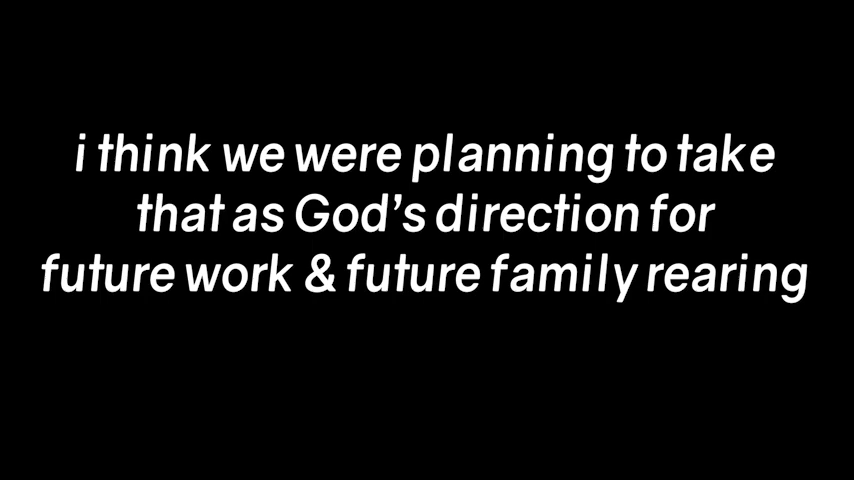 i think we were planning to take
that as God's direction for
future work & future family rearing